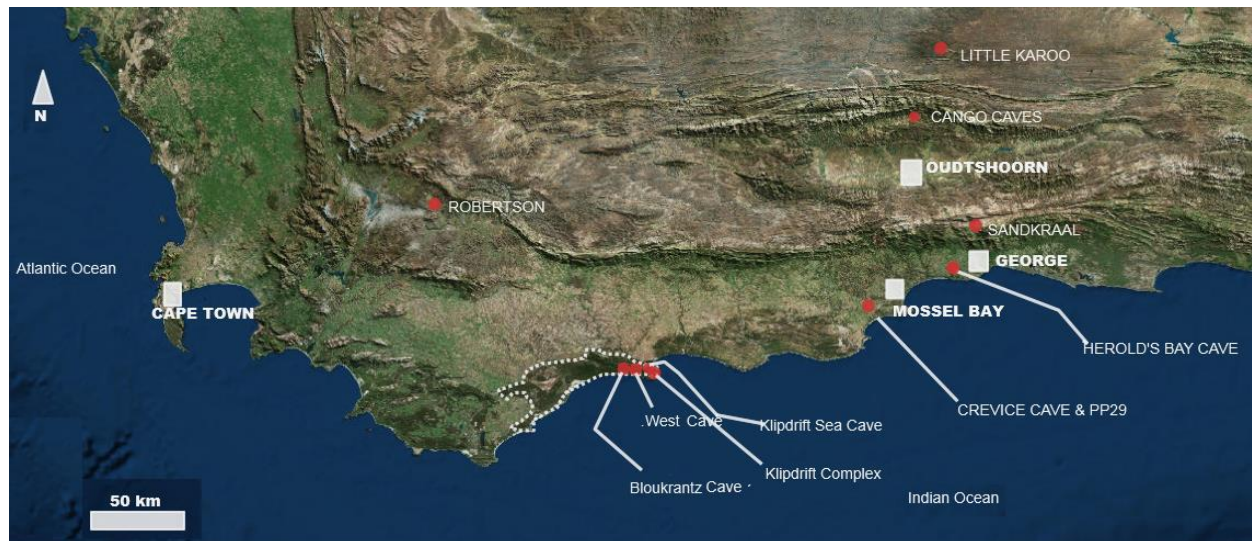 LITTLE KAROO
N
CANGO CAVES
OUDTSHOORN
ROBERTSON
SANDKRAAL
Atlantic Ocean
GEORGE
CAPE TOWN
MOSSEL BAY
HEROLD'S BAY CAVE
CREVICE CAVE & PP29
.West Cave
Klipdrift Sea Cave
Klipdrift Complex
Bloukrantz Cave
50 km
Indian Ocean